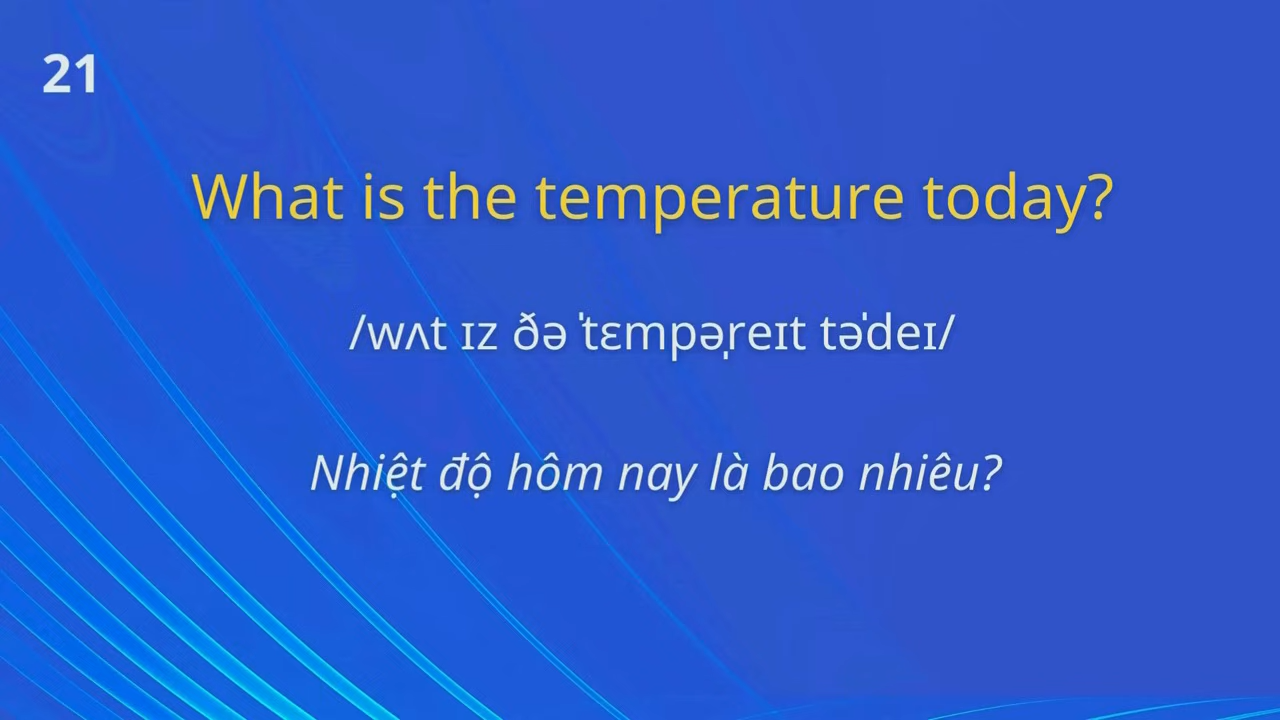 21
What is the temperature today?
/wʌt ɪz ðə ˈtɛmpəˌreɪt təˈdeɪ/
Nhiệt độ hôm nay là bao nhiêu?